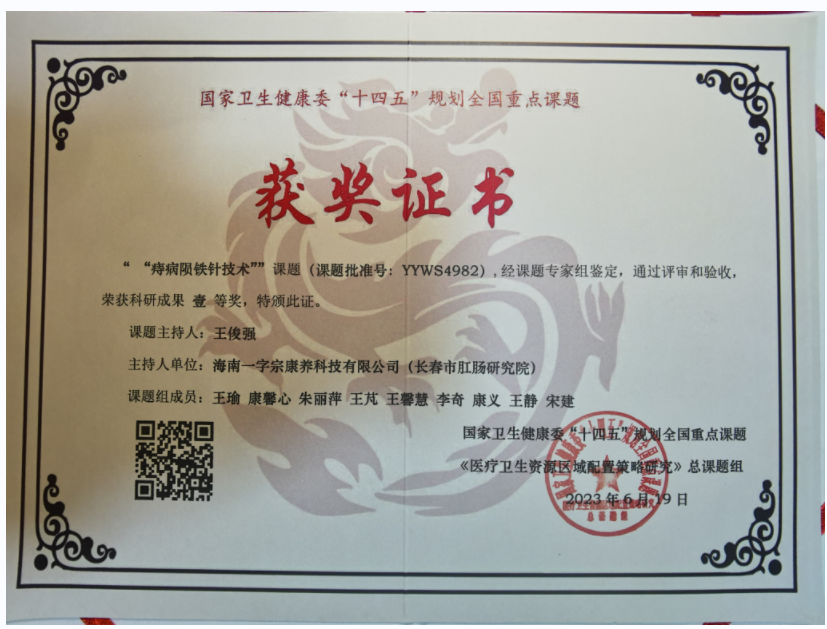 国家卫生健康委“十四五”规划全国重点课题
获奖证书
“ “痔病陨铁针技术””课题（课题批准号：YYWS4982）, 经课题专家组鉴定，通过评审和验收，
荣获科研成果 壹 等奖，特颁此证。
课题主持人：王俊强
主持人单位：海南一字宗康养科技有限公司（长春市肛肠研究院）
课题组成员：王瑜 康馨心 朱丽萍 王芃 王馨慧 李奇 康义 王静 宋建
国家卫生健康委“十四五”规划全国重点课题
《医疗卫生资源区域配置策略研究》总课题组
2023 年 6 月 19 日
总课题组